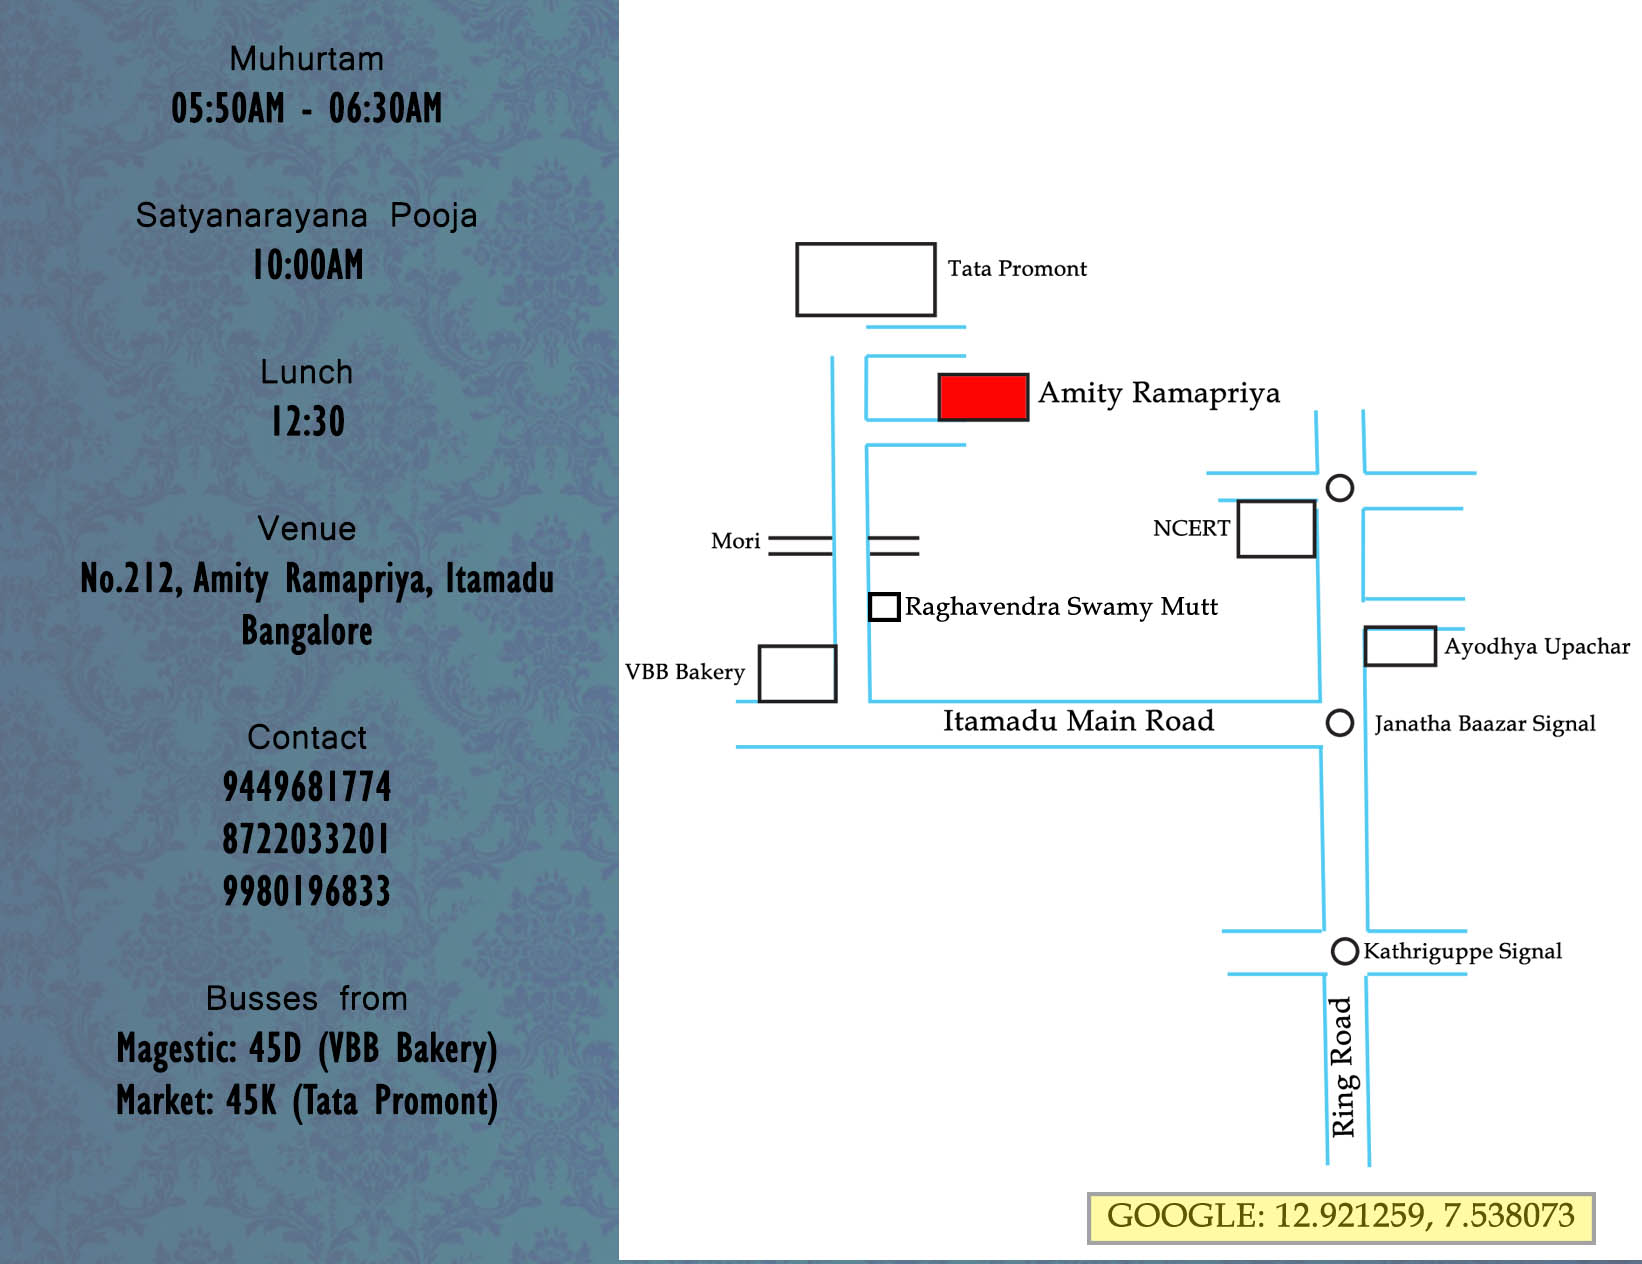 Muhurtam
05:50AM - 06:30AM
Satyanarayana Pooja
10:00AM
Lunch
12:30
Venue
No.212, Amity Ramapriya, Itamadu
Bangalore
Contact
9449681774
8722033201
9980196833
Busses from
Magestic: 45D (VBB Bakery)
Market: 45K (Tata Promont)
Tata Promont
Amity Ramapriya
NCERT
Mori
Raghavendra Swamy Mutt
Ayodhya Upachar
VBB Bakery
Itamadu Main Road
Janatha Baazar Signal
Kathriguppe Signal
Ring Road
GOOGLE: 12.921259, 7.538073